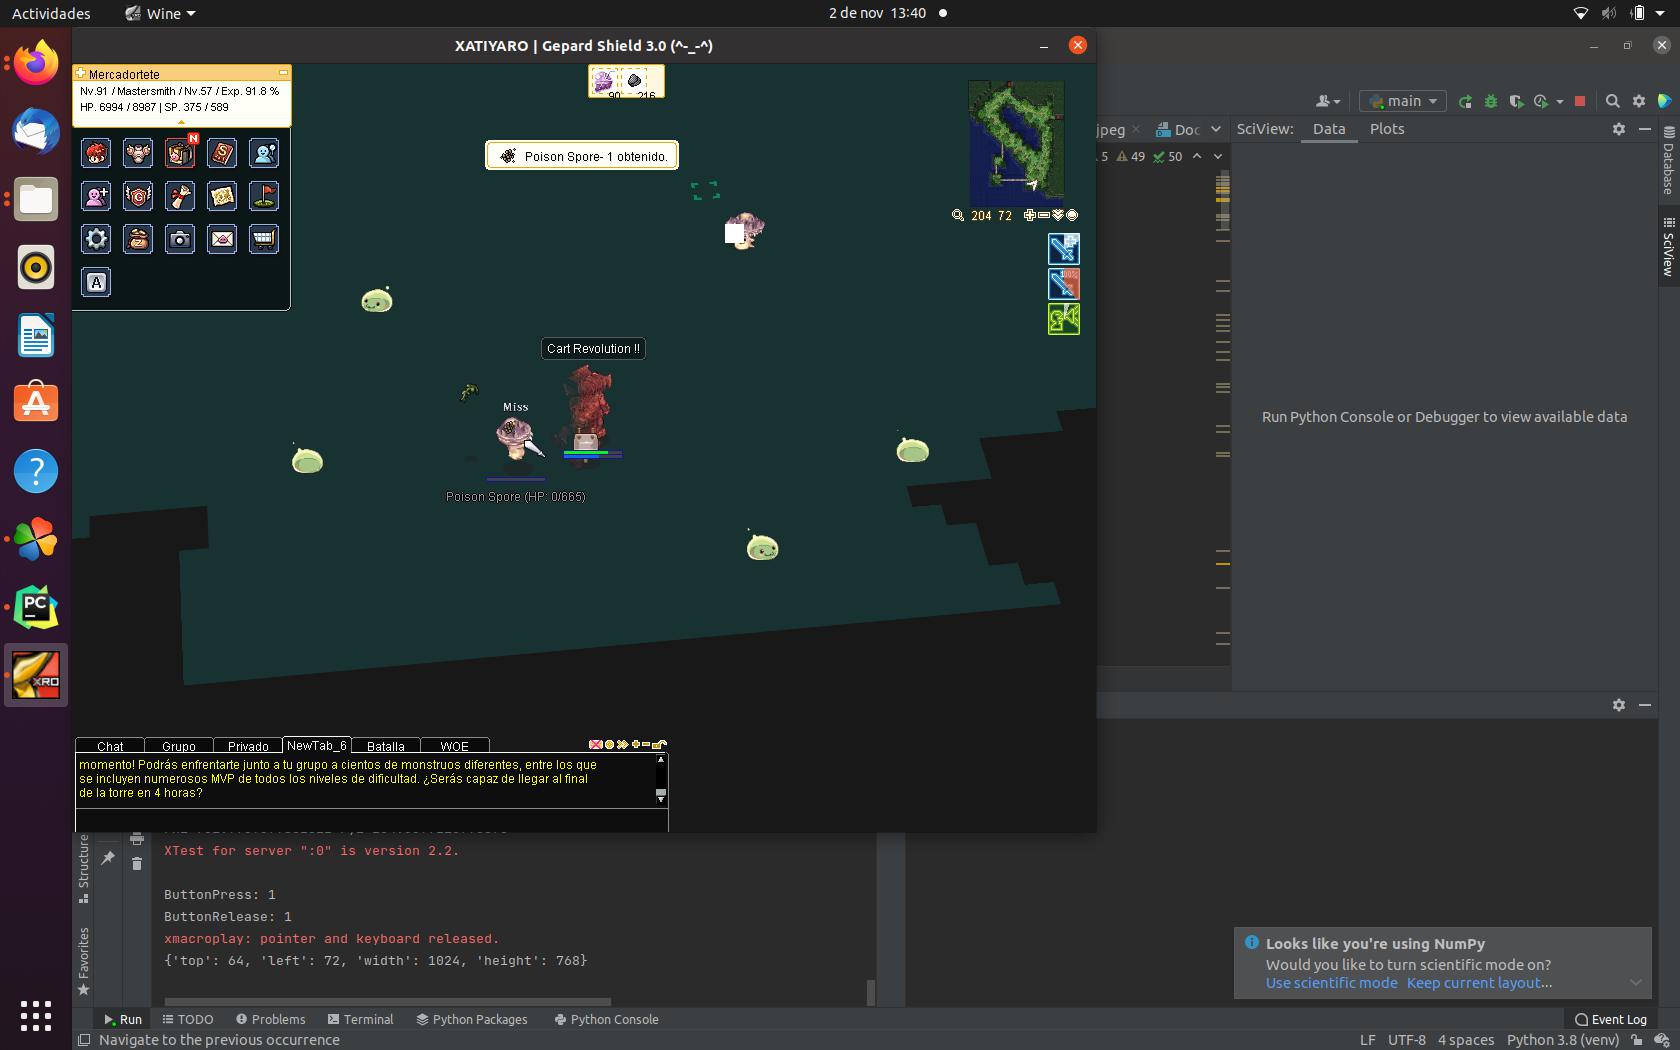 Actividades
Wine
2 de nov 13:40
XATIYARO | Gepard Shield 3.0 (^-_-^)
Mercadortete
Nv.91 / Mastersmith / Nv.57 / Exp. 91.8 %
HP. 6994 / 8987 | SP. 375 / 589
N
A
90 216
Poison Spore- 1 obtenido.
204 72
100%
Cart Revolution !!
Miss
Poison Spore (HP: 0/665)
Chat Grupo Privado NewTab_6 Batalla WOE
momento! Podrás enfrentarte junto a tu grupo a cientos de monstruos diferentes, entre los que
se incluyen numerosos MVP de todos los niveles de dificultad. ¿Serás capaz de llegar al final
de la torre en 4 horas?
main
jpeg
Doc
SciView: Data Plots
5 49 50
Database
SciView
Run Python Console or Debugger to view available data
PC
XRO
XTest for server ":0" is version 2.2.
ButtonPress: 1
ButtonRelease: 1
xmacroplay: pointer and keyboard released.
{'top': 64, 'left': 72, 'width': 1024, 'height': 768}
Structure
Favorites
Looks like you're using NumPy
Would you like to turn scientific mode on?
Use scientific mode Keep current layout...
Run TODO Problems Terminal Python Packages Python Console
Event Log
Navigate to the previous occurrence
LF UTF-8 4 spaces Python 3.8 (venv)